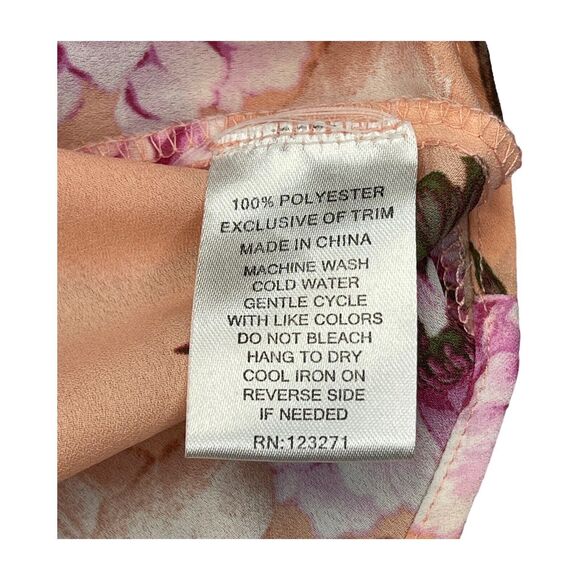 100% POLYESTER
EXCLUSIVE OF TRIM
MADE IN CHINA
MACHINE WASH
COLD WATER
GENTLE CYCLE
WITH LIKE COLORS
DO NOT BLEACH
HANG TO DRY
COOL IRON ON
REVERSE SIDE
IF NEEDED
RN:123271